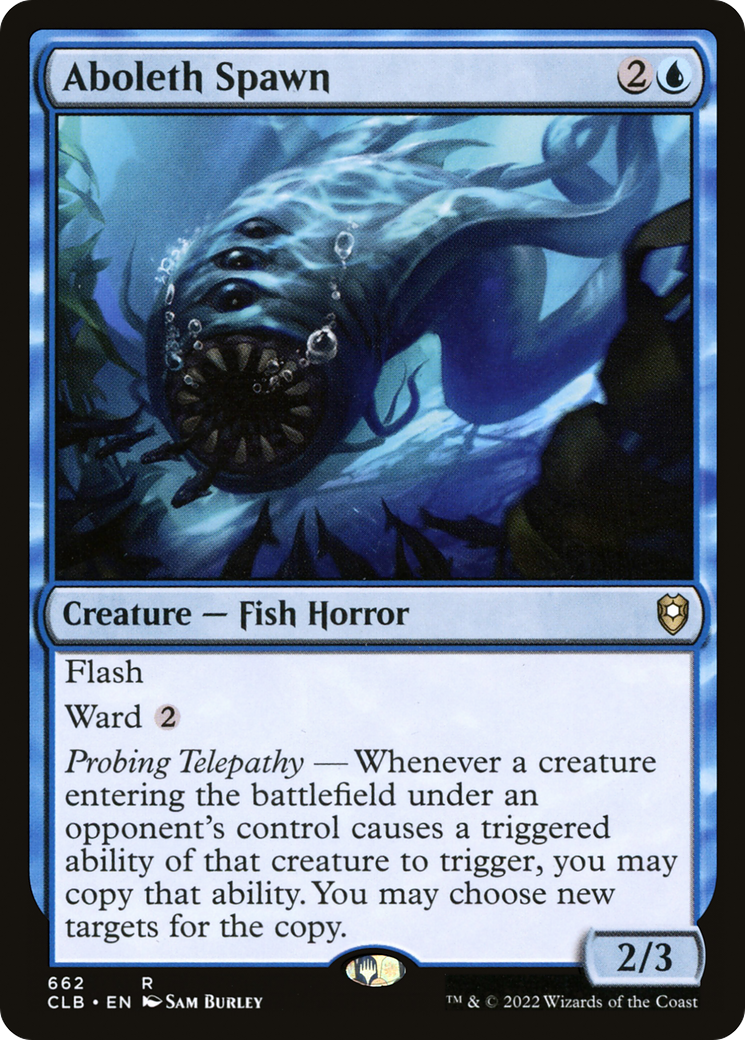 Aboleth Spawn 2
Creature — Fish Horror
Flash
Ward 2
Probing Telepathy — Whenever a creature
entering the battlefield under an
opponent's control causes a triggered
ability of that creature to trigger, you may
copy that ability. You may choose new
targets for the copy.
2/3
662 R
CLB • EN Sam Burley
™ & © 2022 Wizards of the Coast